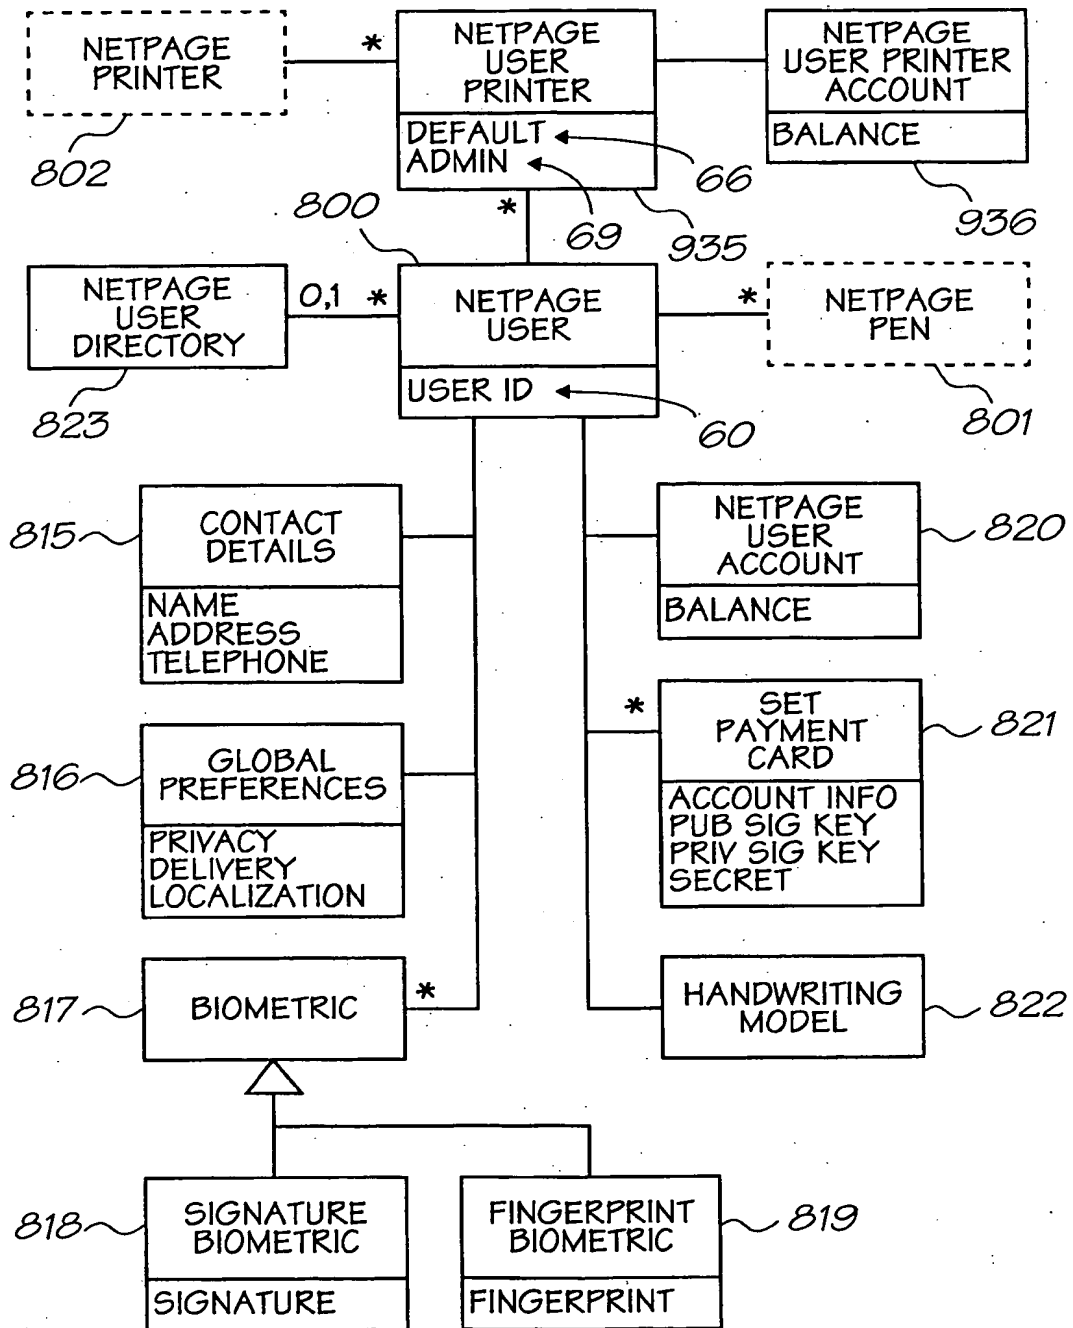 NETPAGE
PRINTER
802
*
NETPAGE
USER
PRINTER
DEFAULT
ADMIN
66
69
935
NETPAGE
USER PRINTER
ACCOUNT
BALANCE
936
*
800
NETPAGE
USER
DIRECTORY
823
0,1 *
NETPAGE
USER
USER ID
60
*
NETPAGE
PEN
801
815
CONTACT
DETAILS
NAME
ADDRESS
TELEPHONE
NETPAGE
USER
ACCOUNT
BALANCE
820
816
GLOBAL
PREFERENCES
PRIVACY
DELIVERY
LOCALIZATION
*
SET
PAYMENT
CARD
ACCOUNT INFO
PUB SIG KEY
PRIV SIG KEY
SECRET
821
817
BIOMETRIC
*
HANDWRITING
MODEL
822
818
SIGNATURE
BIOMETRIC
SIGNATURE
FINGERPRINT
BIOMETRIC
FINGERPRINT
819